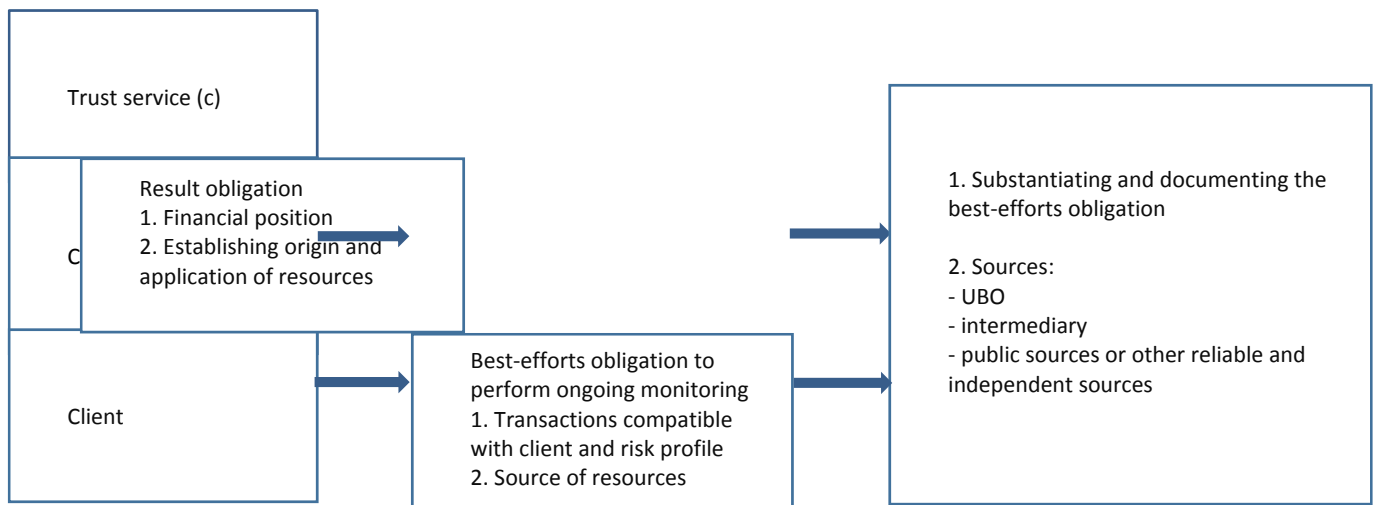 Trust service (c)
C
Result obligation
1. Financial position
2. Establishing origin and
application of resources
Client
Best-efforts obligation to
perform ongoing monitoring
1. Transactions compatible
with client and risk profile
2. Source of resources
1. Substantiating and documenting the
best-efforts obligation
2. Sources:
- UBO
- intermediary
- public sources or other reliable and
independent sources